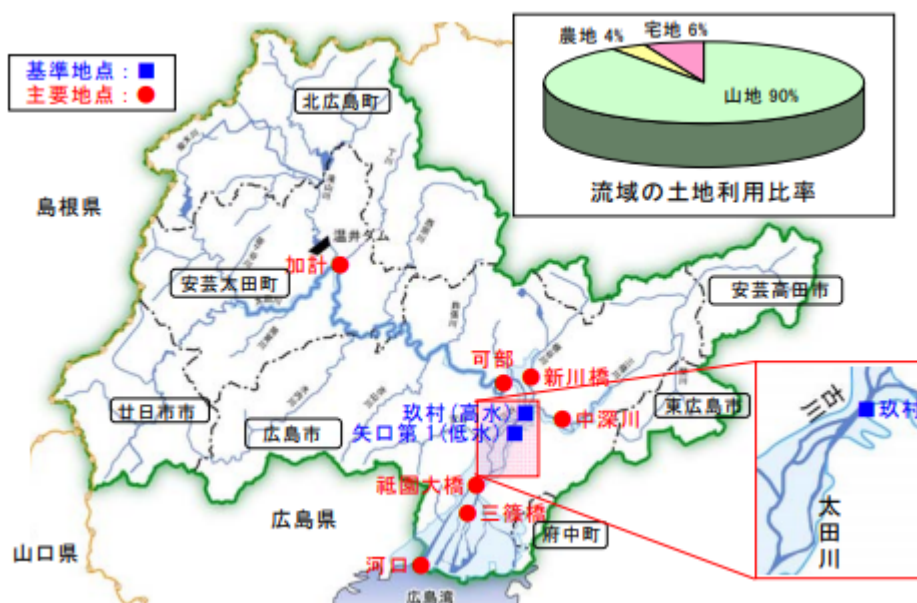 農地 4%
宅地 6%
山地 90%
流域の土地利用比率
基準地点：■
主要地点：●
北広島町
島根県
温井ダム
加計
安芸太田町
安芸高田市
可部
新川橋
古川
玖村
玖村(高水)
中深川
東広島市
廿日市市
広島市
矢口第1(低水)
祗園大橋
太田川
広島県
三篠橋
府中町
山口県
河口
広島湾